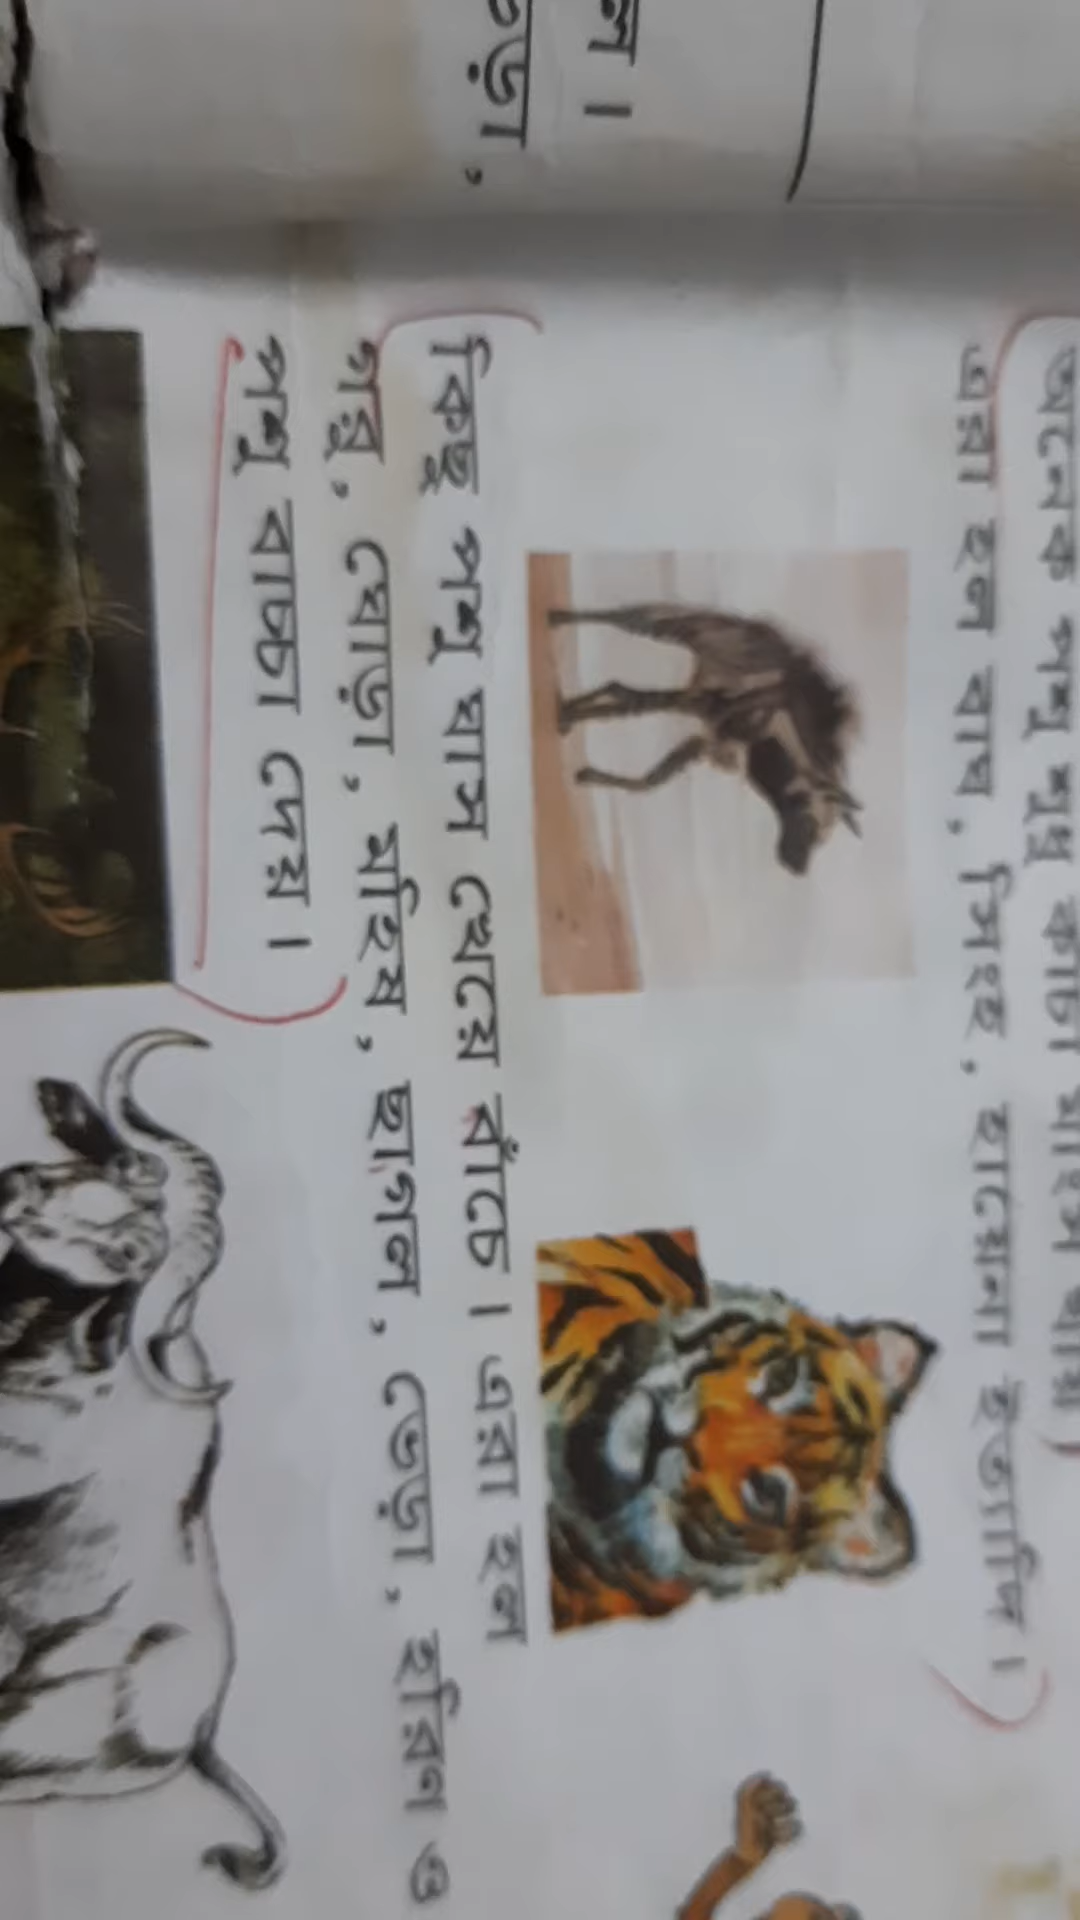 ল।
ভেড়া,
অনেক পশু শুধু কাঁচা মাংস খায়
এরা হল বাঘ, সিংহ, হায়েনা ইত্যাদি।
কিছু পশু ঘাস খেয়ে বাঁচে। এরা হল
গরু, ঘোড়া, মহিষ, ছাগল, ভেড়া, হরিণ ও
পশু বাচ্চা দেয়।